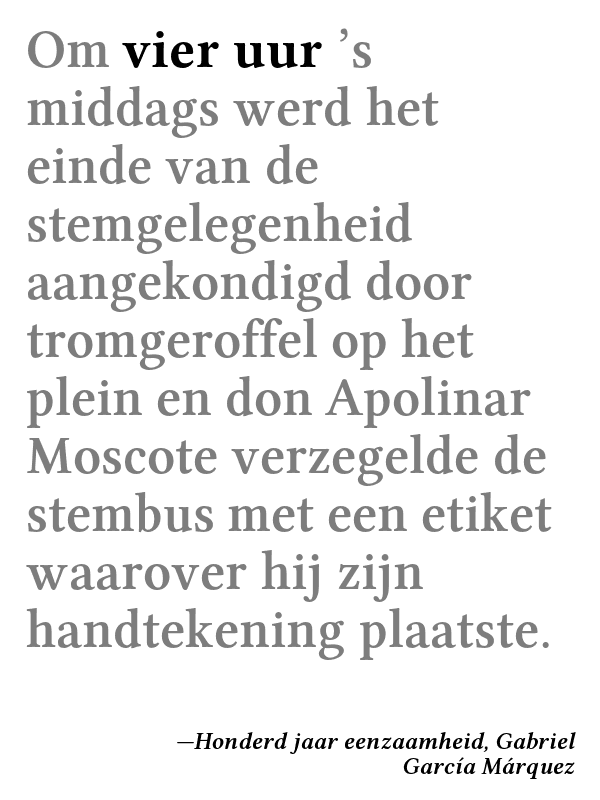 Om vier uur ’s
middags werd het
einde van de
stemgelegenheid
aangekondigd door
tromgeroffel op het
plein en don Apolinar
Moscote verzegelde de
stembus met een etiket
waarover hij zijn
handtekening plaatste.
—Honderd jaar eenzaamheid, Gabriel
García Márquez